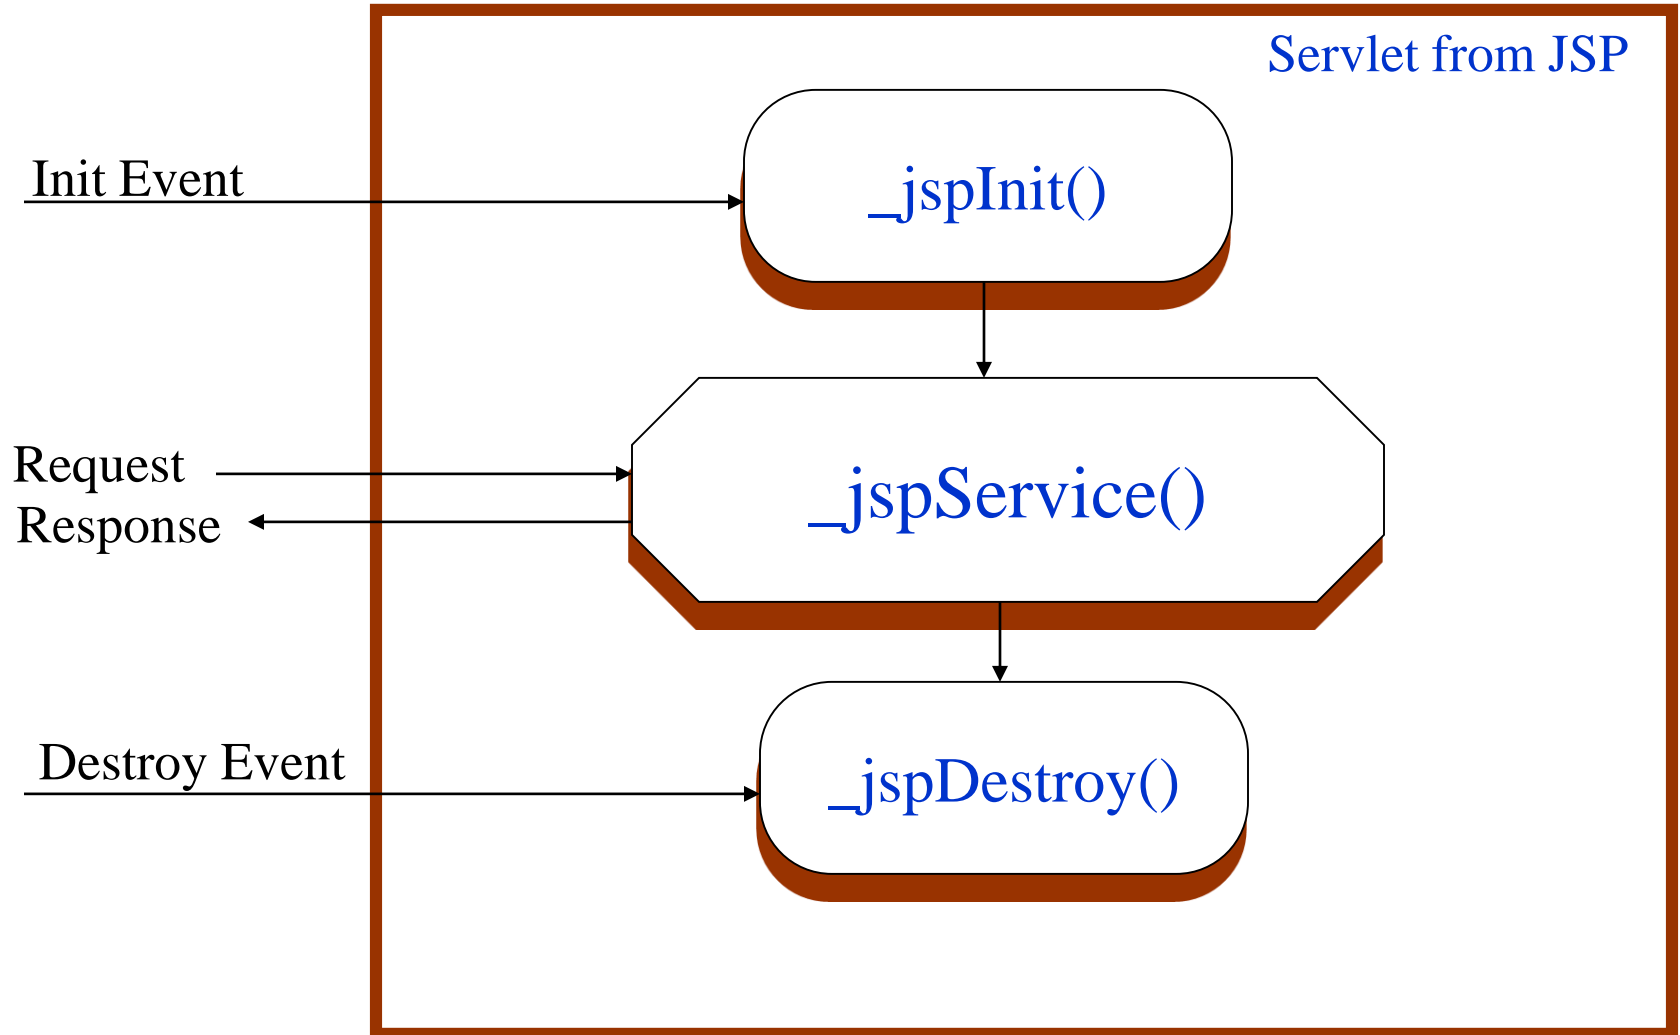 Servlet from JSP
Init Event
_jspInit()
Request
Response
_jspService()
Destroy Event
_jspDestroy()